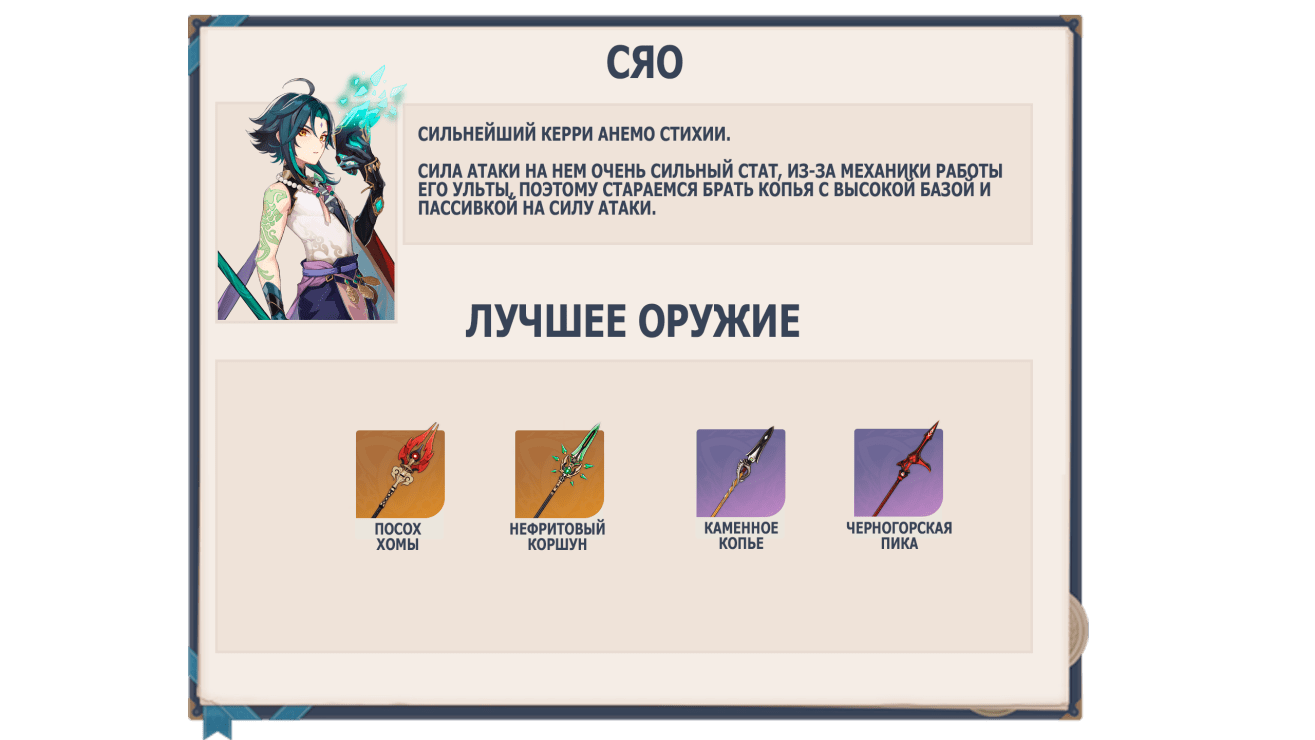 СЯО
СИЛЬНЕЙШИЙ КЕРРИ АНЕМО СТИХИИ.
СИЛА АТАКИ НА НЕМ ОЧЕНЬ СИЛЬНЫЙ СТАТ, ИЗ-ЗА МЕХАНИКИ РАБОТЫ
ЕГО УЛЬТЫ, ПОЭТОМУ СТАРАЕМСЯ БРАТЬ КОПЬЯ С ВЫСОКОЙ БАЗОЙ И
ПАССИВКОЙ НА СИЛУ АТАКИ.
ЛУЧШЕЕ ОРУЖИЕ
ПОСОХ
ХОМЫ
НЕФРИТОВЫЙ
КОРШУН
КАМЕННОЕ
КОПЬЕ
ЧЕРНОГОРСКАЯ
ПИКА